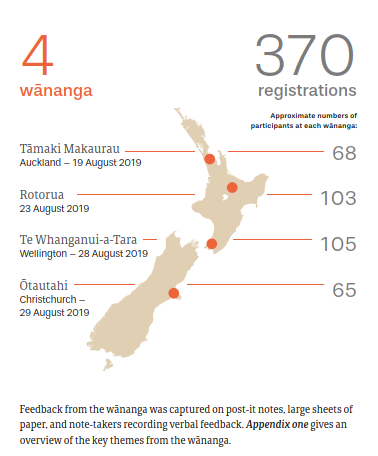 4
wānanga
370
registrations
Approximate numbers of
participants at each wānanga:
Tāmaki Makaurau
Auckland – 19 August 2019
68
Rotorua
23 August 2019
103
Te Whanganui-a-Tara
Wellington – 28 August 2019
105
Ōtautahi
Christchurch –
29 August 2019
65
Feedback from the wānanga was captured on post-it notes, large sheets of
paper, and note-takers recording verbal feedback. Appendix one gives an
overview of the key themes from the wānanga.